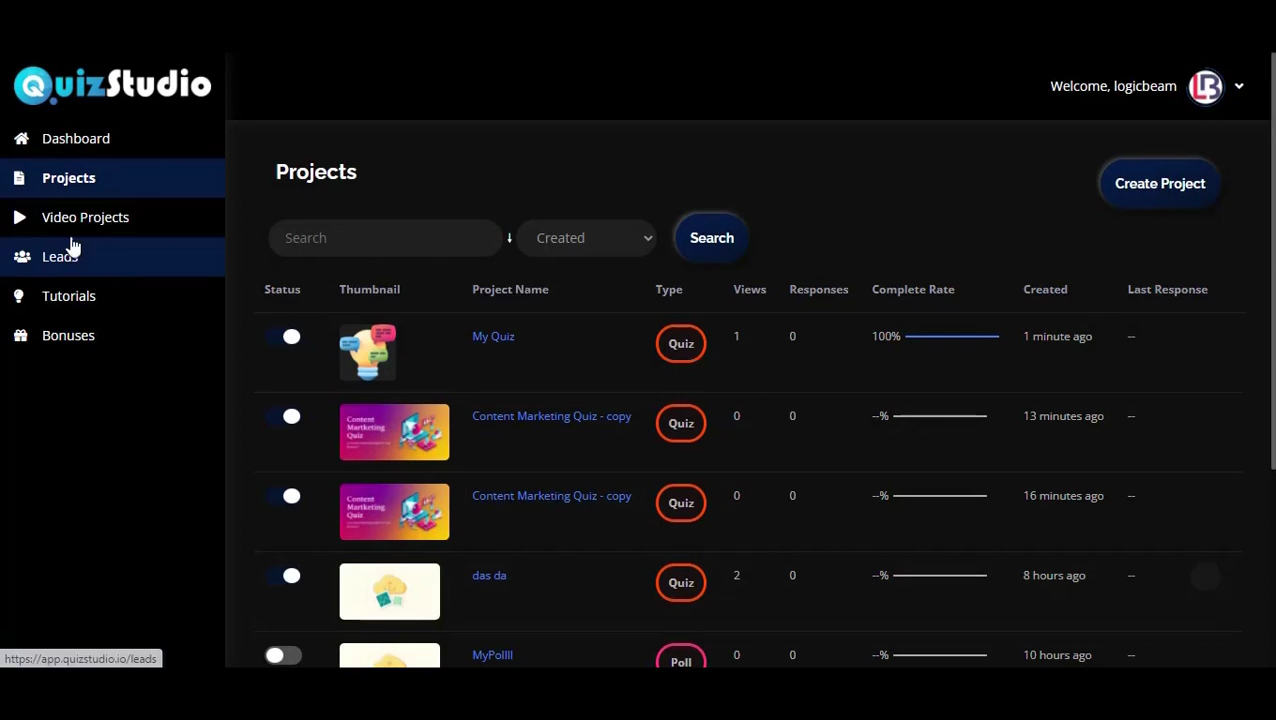 QuizStudio
Welcome, logicbeam
LB
Dashboard
Projects
Video Projects
Leads
Tutorials
Bonuses
Projects
Create Project
Search
Created
Search
Status Thumbnail Project Name Type Views Responses Complete Rate Created Last Response
My Quiz Quiz 1 0 100% 1 minute ago --
Content
Martketing
Quiz
Content Marketing Quiz - copy Quiz 0 0 --% 13 minutes ago --
Content
Martketing
Quiz
Content Marketing Quiz - copy Quiz 0 0 --% 16 minutes ago --
das da Quiz 2 0 --% 8 hours ago --
MyPollll Poll 0 0 --% 10 hours ago --
https://app.quizstudio.io/leads